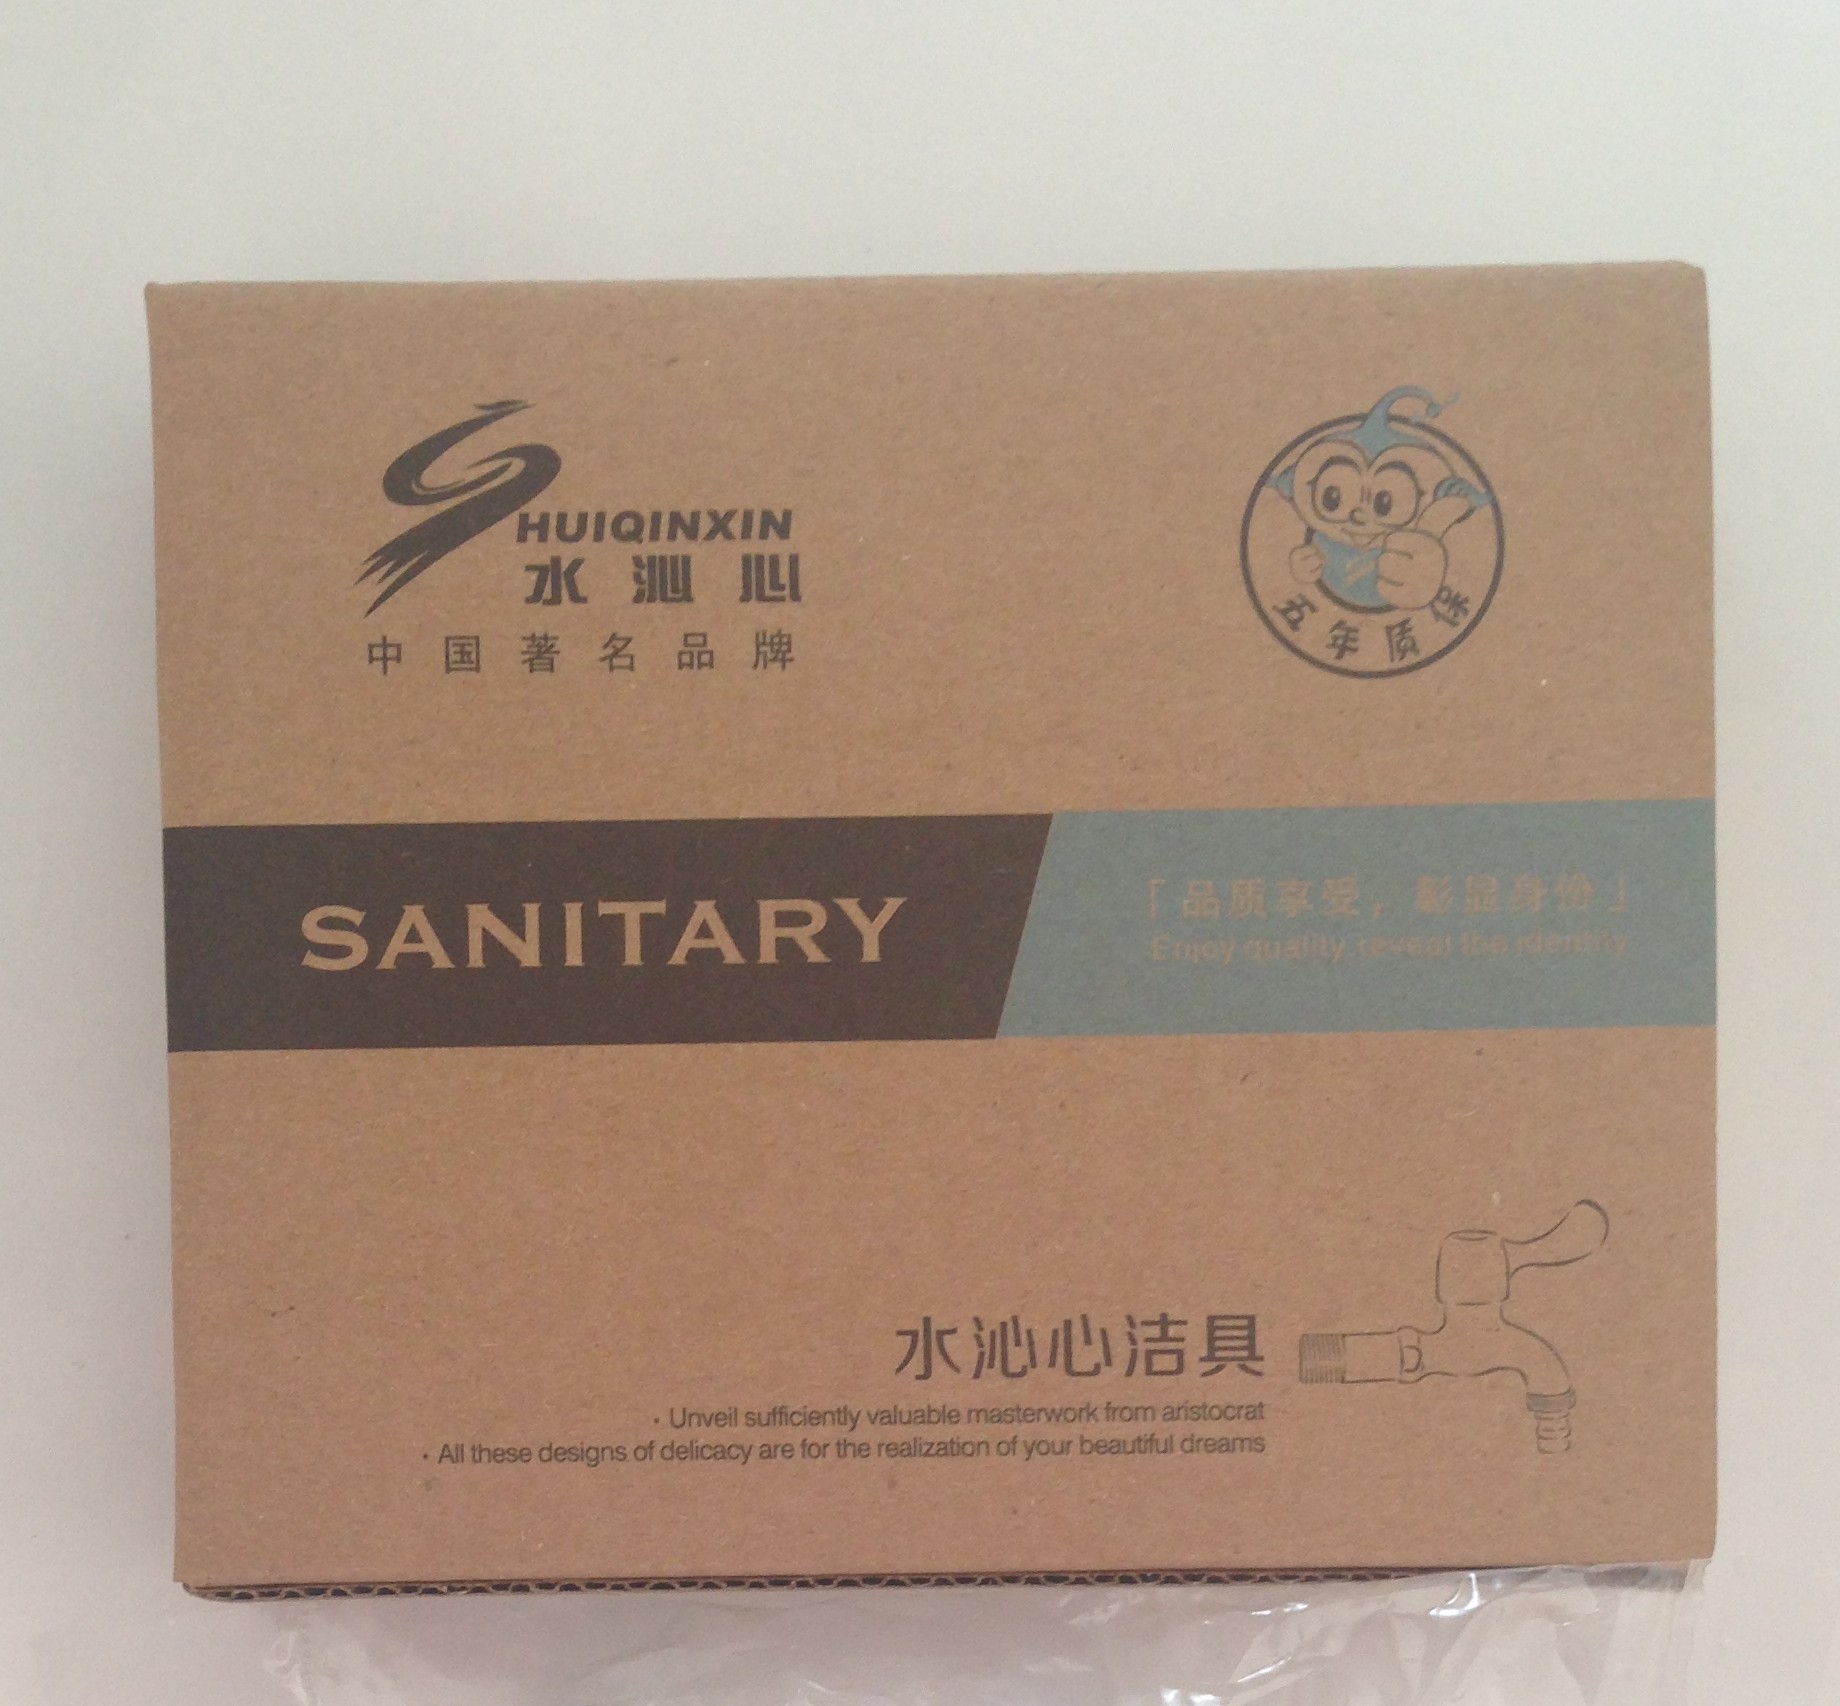 SHUIQINXIN
水沁心
中国著名品牌
五年质保
SANITARY
「品质享受，彰显身份」
Enjoy quality, reveal the identity
水沁心洁具
· Unveil sufficiently valuable masterwork from aristocrat
· All these designs of delicacy are for the realization of your beautiful dreams